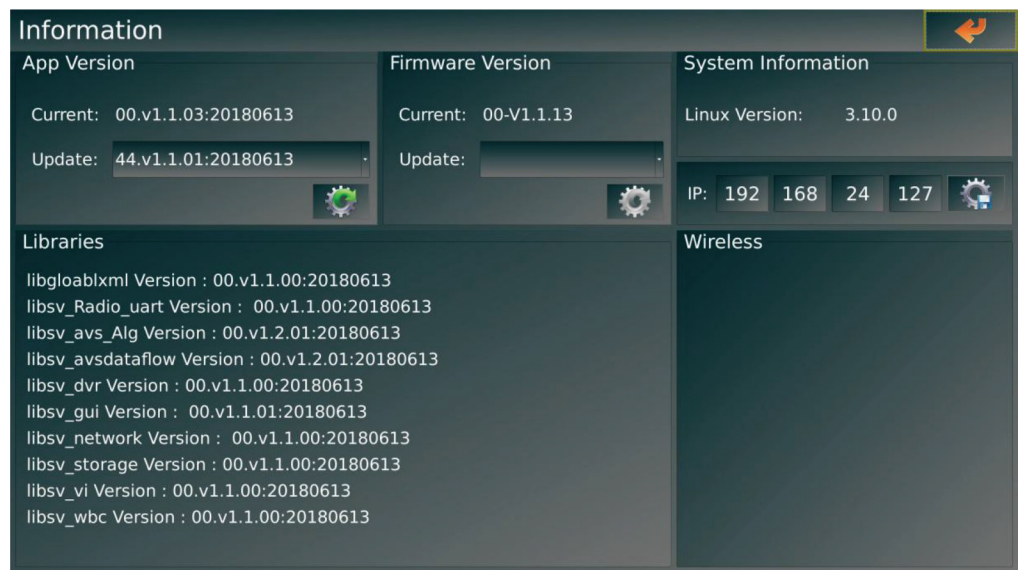 Information
App Version
Current: 00.v1.1.03:20180613
Update: 44.v1.1.01:20180613
Firmware Version
Current: 00-V1.1.13
Update:
System Information
Linux Version: 3.10.0
IP: 192 168 24 127
Libraries
libgloablxml Version : 00.v1.1.00:20180613
libsv_Radio_uart Version : 00.v1.1.00:20180613
libsv_avs_Alg Version : 00.v1.2.01:20180613
libsv_avsdataflow Version : 00.v1.2.01:20180613
libsv_dvr Version : 00.v1.1.00:20180613
libsv_gui Version : 00.v1.1.01:20180613
libsv_network Version : 00.v1.1.00:20180613
libsv_storage Version : 00.v1.1.00:20180613
libsv_vi Version : 00.v1.1.00:20180613
libsv_wbc Version : 00.v1.1.00:20180613
Wireless